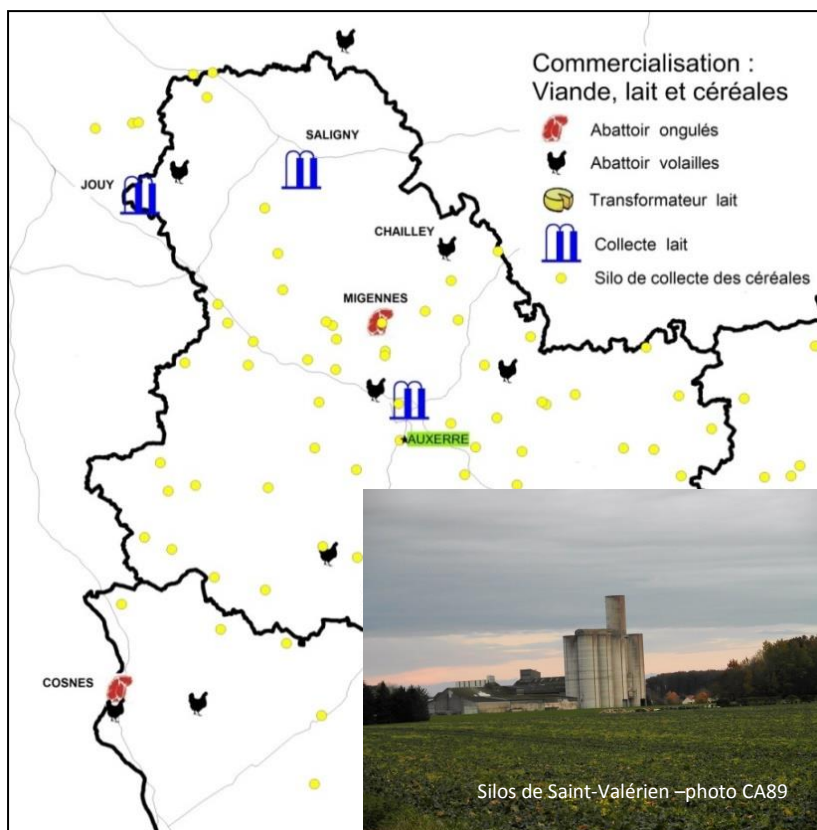 Commercialisation :
Viande, lait et céréales
Abattoir ongulés
Abattoir volailles
Transformateur lait
Collecte lait
Silo de collecte des céréales
SALIGNY
JOUY
CHAILLEY
MIGENNES
AUXERRE
COSNES
Silos de Saint-Valérien –photo CA89